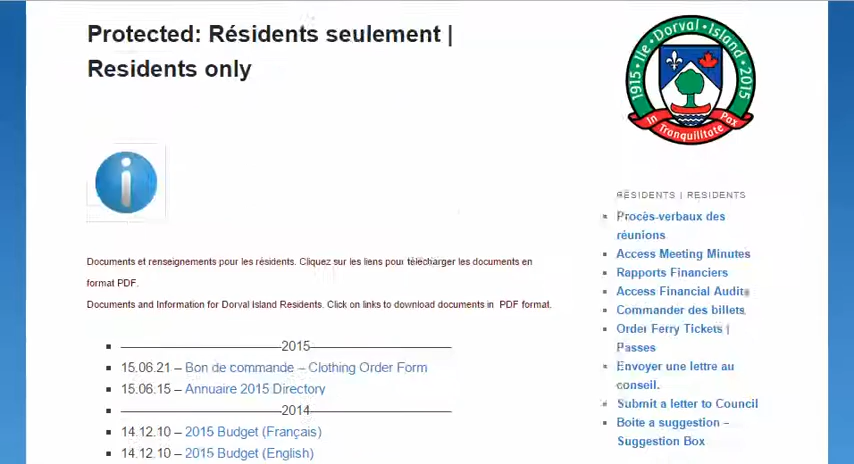 Protected: Résidents seulement |
Residents only
Documents et renseignements pour les résidents. Cliquez sur les liens pour télécharger les documents en
format PDF.
Documents and Information for Dorval Island Residents. Click on links to download documents in PDF format.
2015
15.06.21 – Bon de commande – Clothing Order Form
15.06.15 – Annuaire 2015 Directory
2014
14.12.10 – 2015 Budget (Français)
14.12.10 – 2015 Budget (English)
1915 • Ile • Dorval • Island • 2015
In Tranquilitate Pax
RÉSIDENTS | RESIDENTS
Procès-verbaux des
réunions
Access Meeting Minutes
Rapports Financiers
Access Financial Audits
Commander des billets
Order Ferry Tickets |
Passes
Envoyer une lettre au
conseil.
Submit a letter to Council
Boite a suggestion –
Suggestion Box